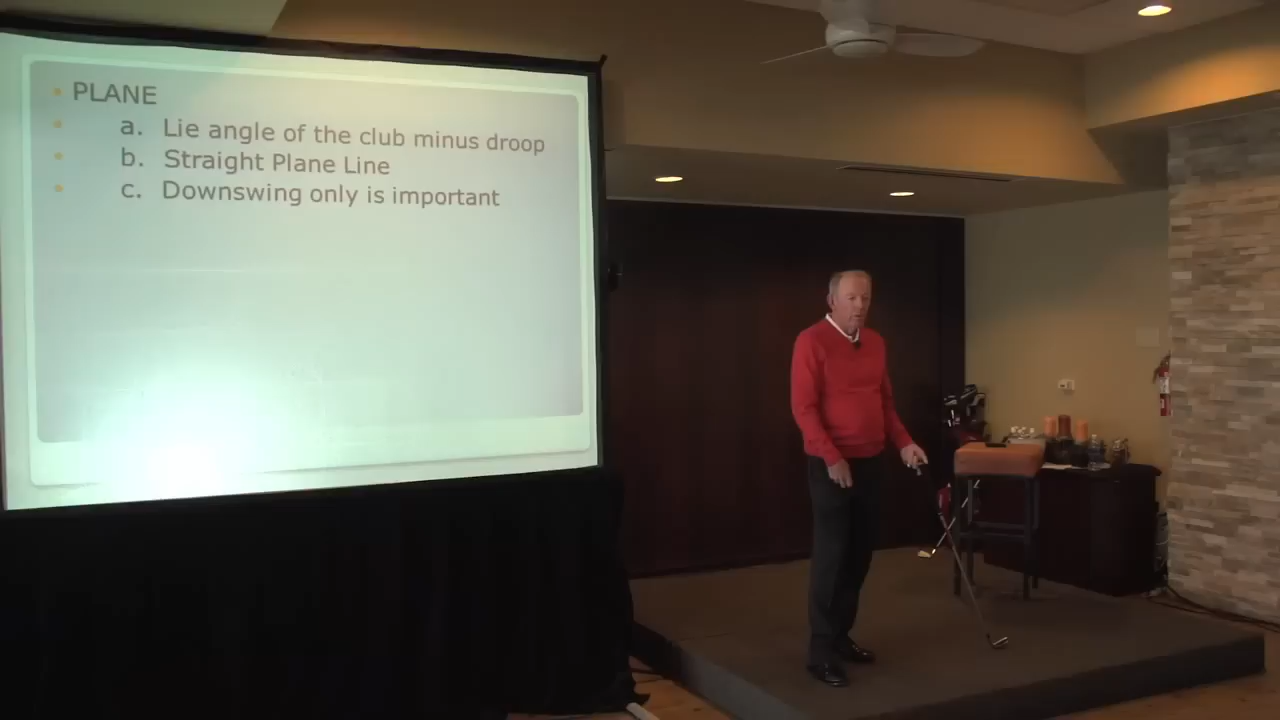 • PLANE
• a. Lie angle of the club minus droop
• b. Straight Plane Line
• c. Downswing only is important